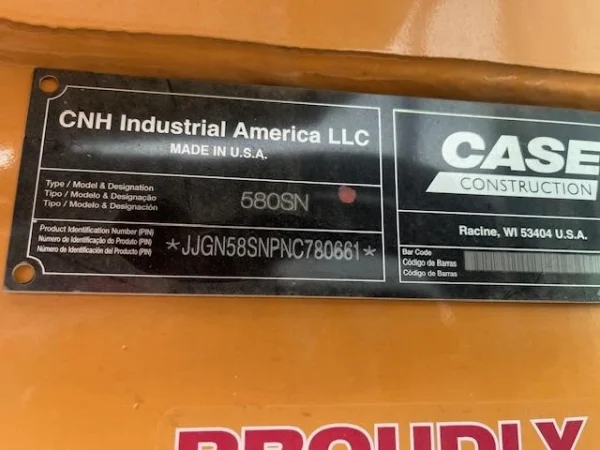 CNH Industrial America LLC
MADE IN U.S.A.
Type / Model & Designation
Tipo / Modelo & Designação
Tipo / Modelo & Designación
580SN
Product Identification Number (PIN)
Número de Identificação do Produto (PIN)
Número de Identificación del Producto (PIN)
*JJGN58SNPNC780661*
CASE
CONSTRUCTION
Racine, WI 53404 U.S.A.
Bar Code
Código de Barras
Código de Barras
PROUDLY